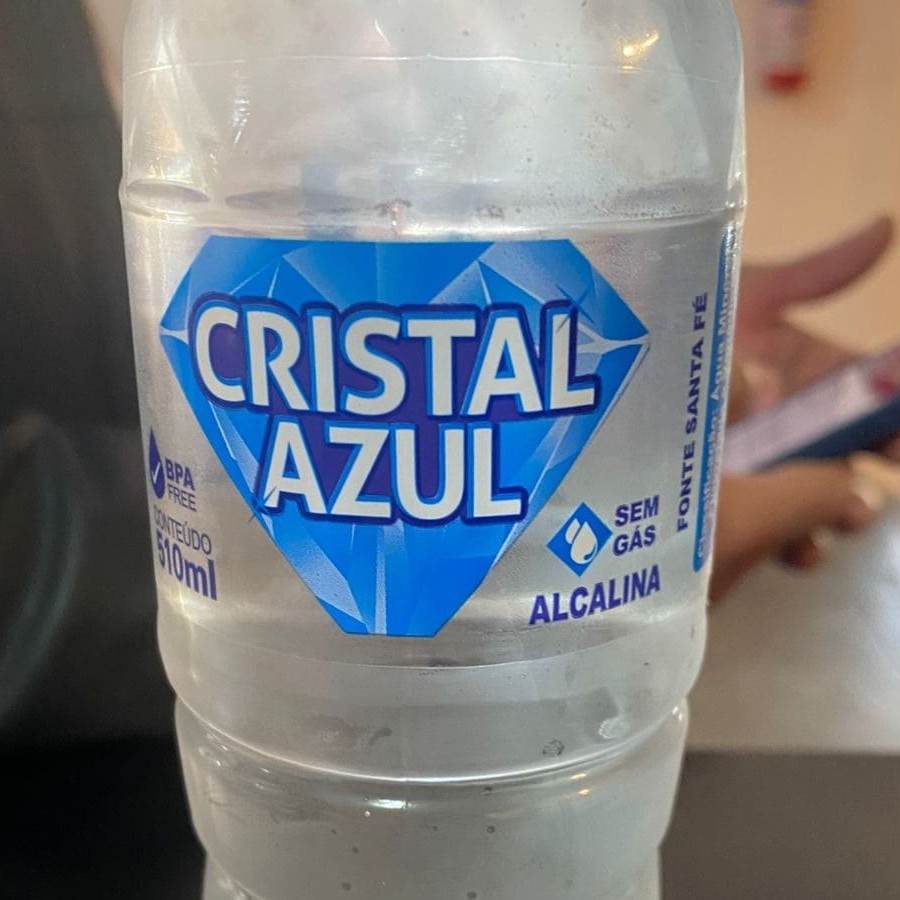 CRISTAL
AZUL
BPA
FREE
CONTEÚDO
510ml
SEM
GÁS
ALCALINA
FONTE SANTA FÉ